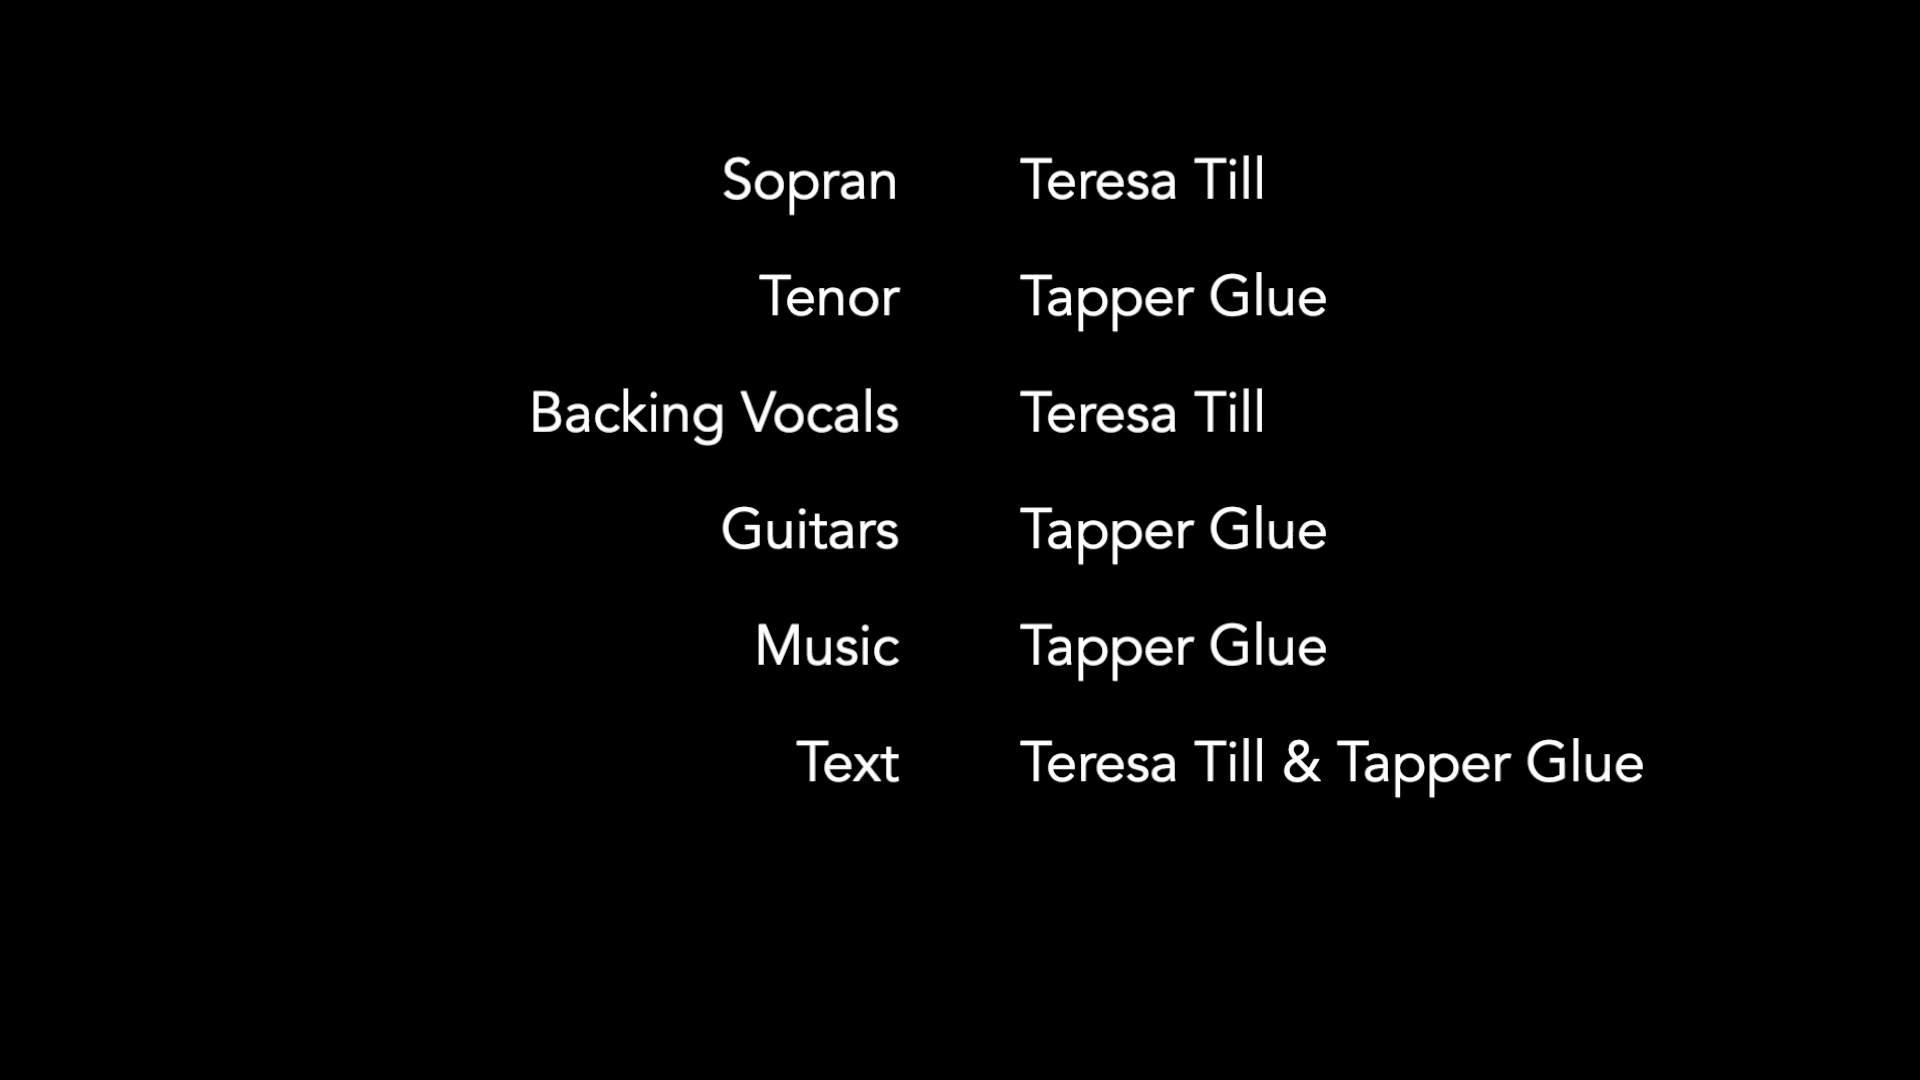 Sopran Teresa Till
Tenor Tapper Glue
Backing Vocals Teresa Till
Guitars Tapper Glue
Music Tapper Glue
Text Teresa Till & Tapper Glue